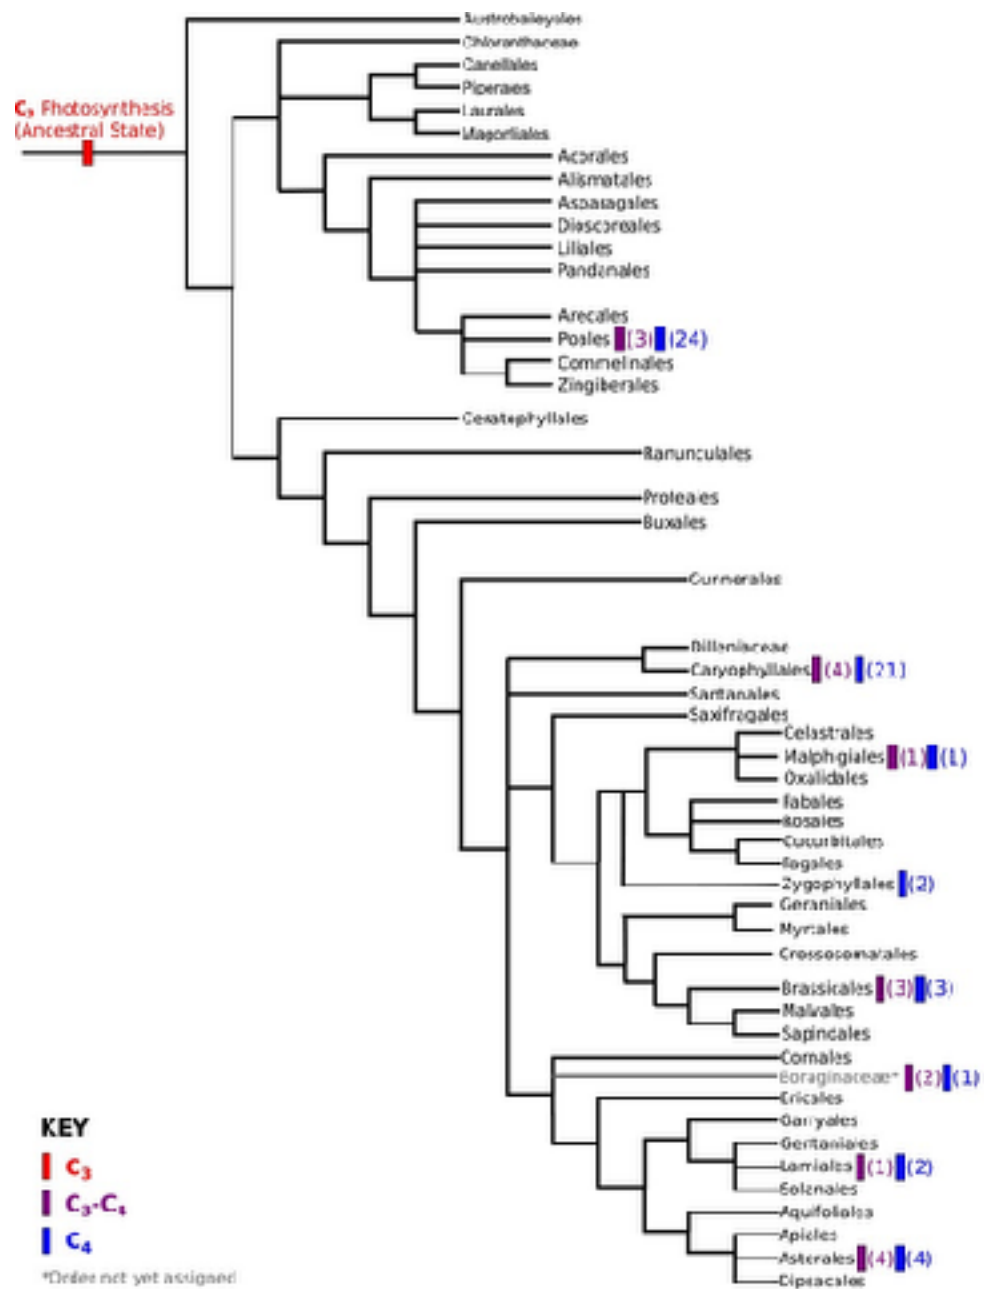 Austrobaileyales
Chloranthaceae
Canellales
Piperales
C₃ Photosynthesis
(Ancestral State)
Laurales
Magnoliales
Acorales
Alismatales
Asparagales
Dioscoreales
Liliales
Pandanales
Arecales
Poales (3) (24)
Commelinales
Zingiberales
Ceratophyllales
Ranunculales
Proteales
Buxales
Gunnerales
Dilleniaceae
Caryophyllales (4) (21)
Santanales
Saxifragales
Celastrales
Malphigiales (1) (1)
Oxalidales
Fabales
Rosales
Cucurbitales
Fagales
Zygophyllales (2)
Geraniales
Myrtales
Crossosomatales
Brassicales (3) (3)
Malvales
Sapindales
Cornales
Boraginaceae* (2) (1)
Ericales
Garryales
Gentaniales
Lamiales (1) (2)
Solanales
Aquifoliales
Apiales
Asterales (4) (4)
Dipsacales
KEY
C₃
C₃-C₄
C₄
*Order not yet assigned